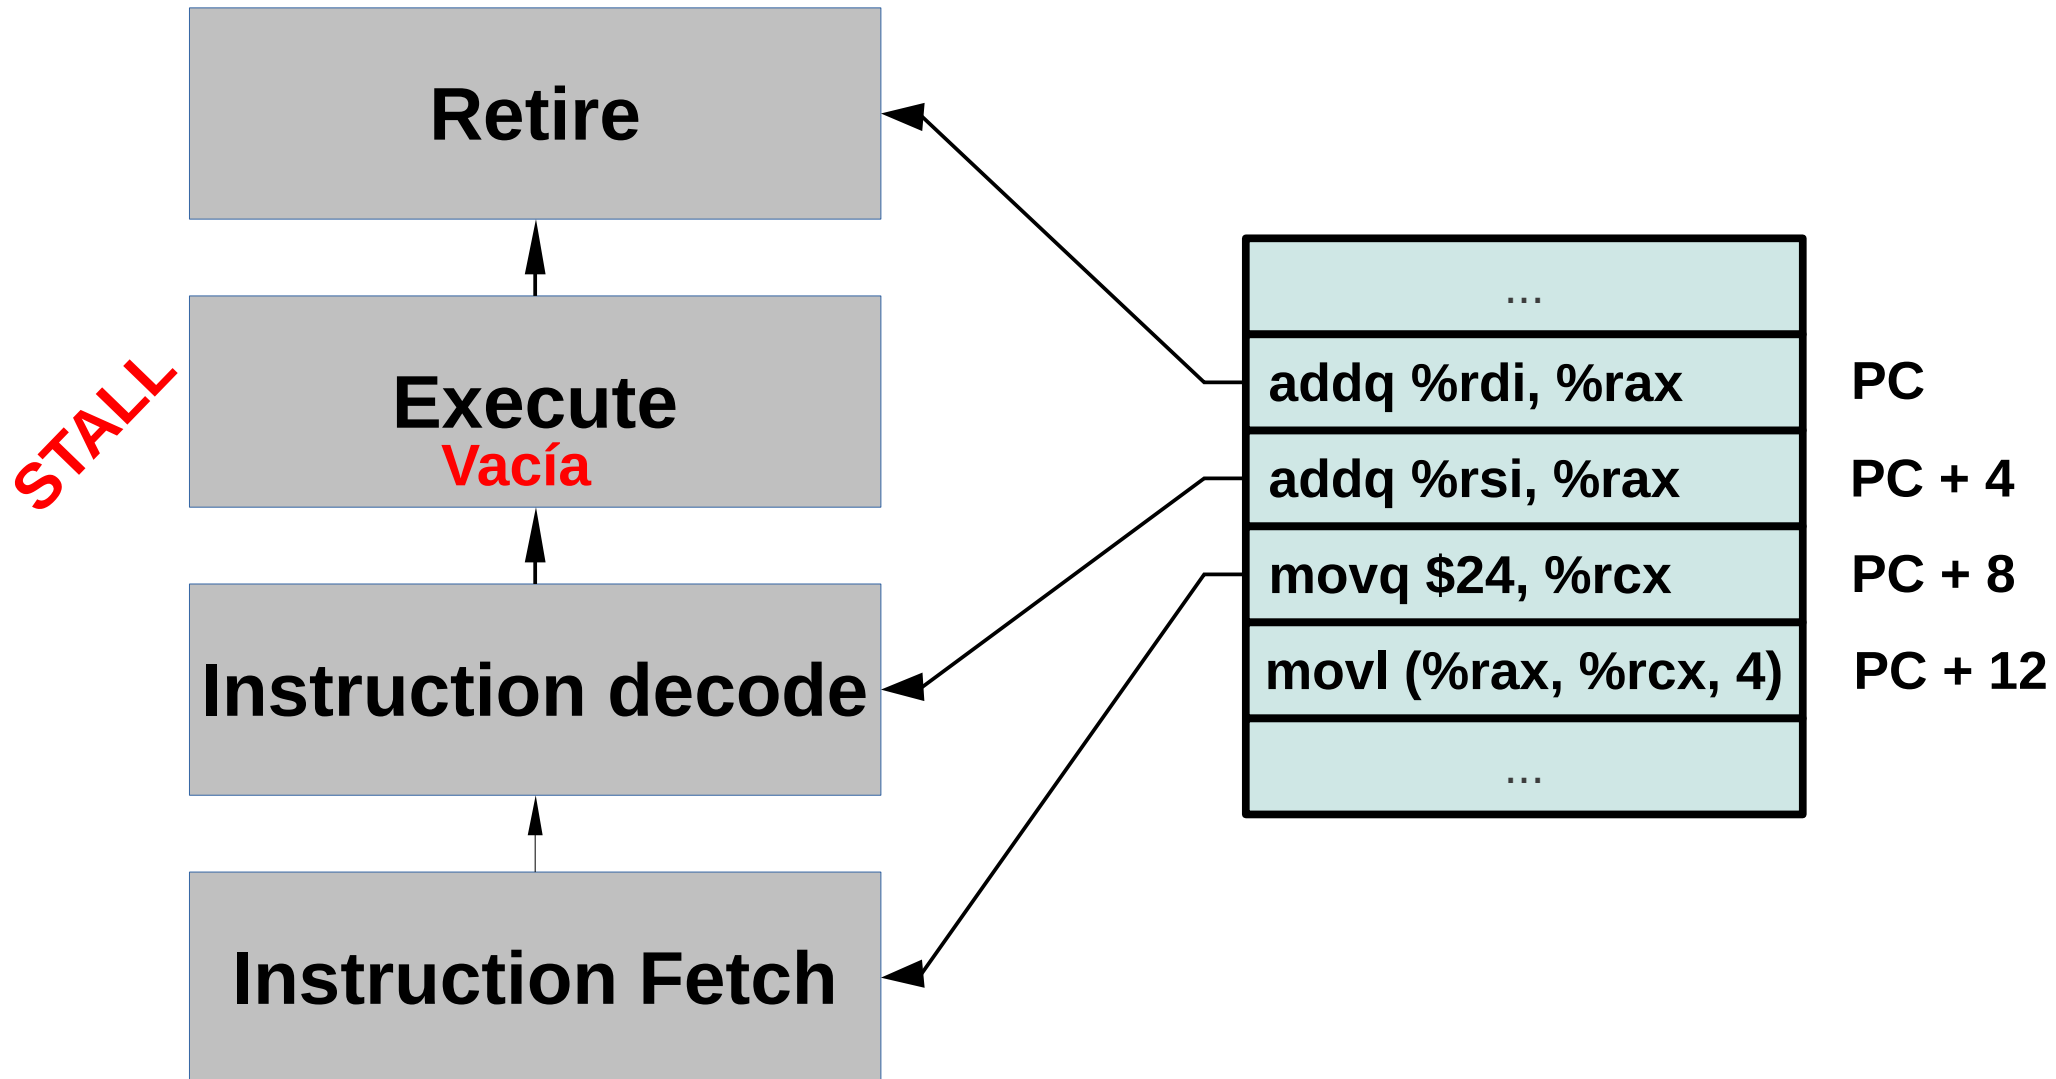 Retire
STALL
Execute
Vacía
Instruction decode
Instruction Fetch
...
addq %rdi, %rax
PC
addq %rsi, %rax
PC + 4
movq $24, %rcx
PC + 8
movl (%rax, %rcx, 4)
PC + 12
...